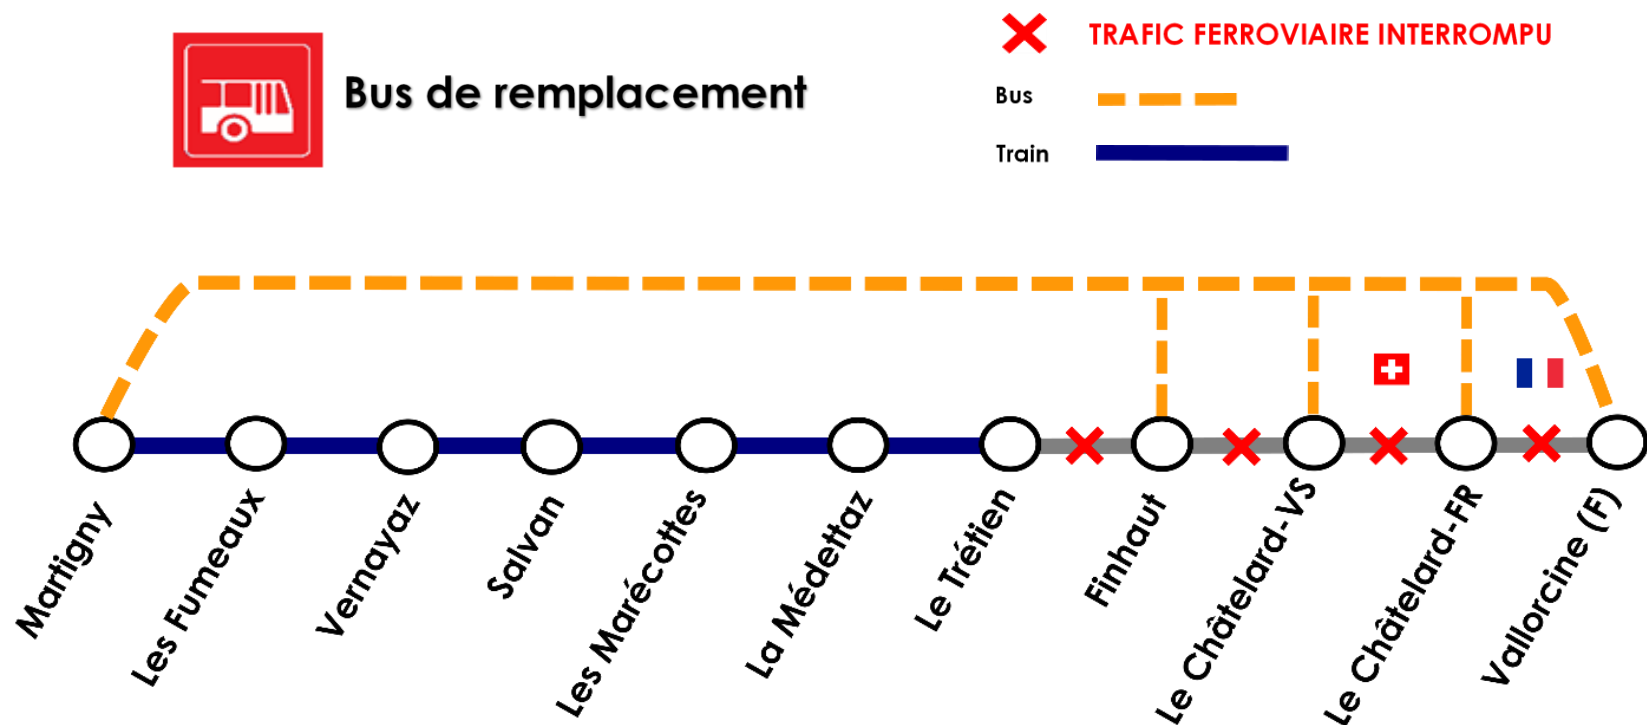 Bus de remplacement
TRAFIC FERROVIAIRE INTERROMPU
Bus
Train
Martigny
Les Fumeaux
Vernayaz
Salvan
Les Marécottes
La Médettaz
Le Trétien
Finhaut
Le Châtelard-VS
Le Châtelard-FR
Vallorcine (F)